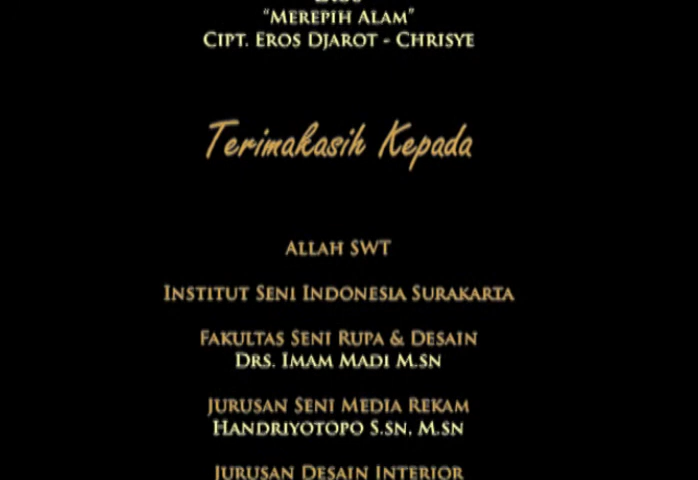 "MEREPIH ALAM"
CIPT. EROS DJAROT - CHRISYE
Terimakasih Kepada
ALLAH SWT
INSTITUT SENI INDONESIA SURAKARTA
FAKULTAS SENI RUPA & DESAIN
DRS. IMAM MADI M.SN
JURUSAN SENI MEDIA REKAM
HANDRIYOTOPO S.SN, M.SN
JURUSAN DESAIN INTERIOR